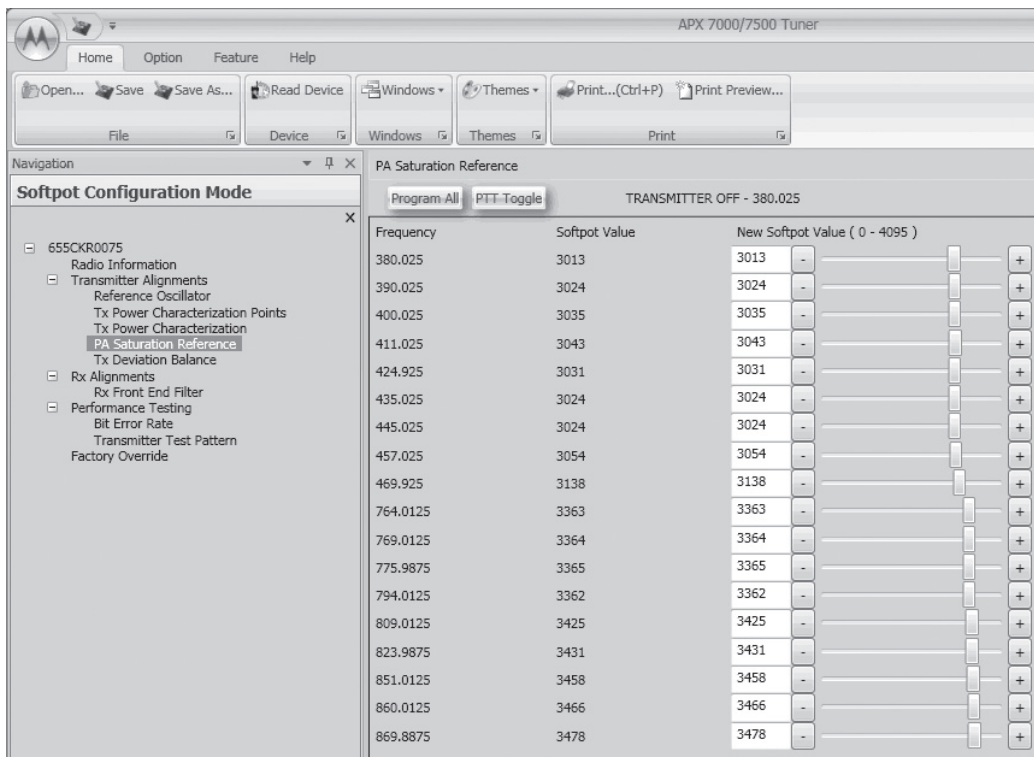 APX 7000/7500 Tuner
Home Option Feature Help
Open... Save Save As... Read Device Windows Themes Print...(Ctrl+P) Print Preview...
File Device Windows Themes Print
Navigation
Softpot Configuration Mode
655CKR0075
Radio Information
Transmitter Alignments
Reference Oscillator
Tx Power Characterization Points
Tx Power Characterization
PA Saturation Reference
Tx Deviation Balance
Rx Alignments
Rx Front End Filter
Performance Testing
Bit Error Rate
Transmitter Test Pattern
Factory Override
PA Saturation Reference
Program All PTT Toggle TRANSMITTER OFF - 380.025
Frequency Softpot Value New Softpot Value ( 0 - 4095 )
380.025 3013 3013 - +
390.025 3024 3024 - +
400.025 3035 3035 - +
411.025 3043 3043 - +
424.925 3031 3031 - +
435.025 3024 3024 - +
445.025 3024 3024 - +
457.025 3054 3054 - +
469.925 3138 3138 - +
764.0125 3363 3363 - +
769.0125 3364 3364 - +
775.9875 3365 3365 - +
794.0125 3362 3362 - +
809.0125 3425 3425 - +
823.9875 3431 3431 - +
851.0125 3458 3458 - +
860.0125 3466 3466 - +
869.8875 3478 3478 - +